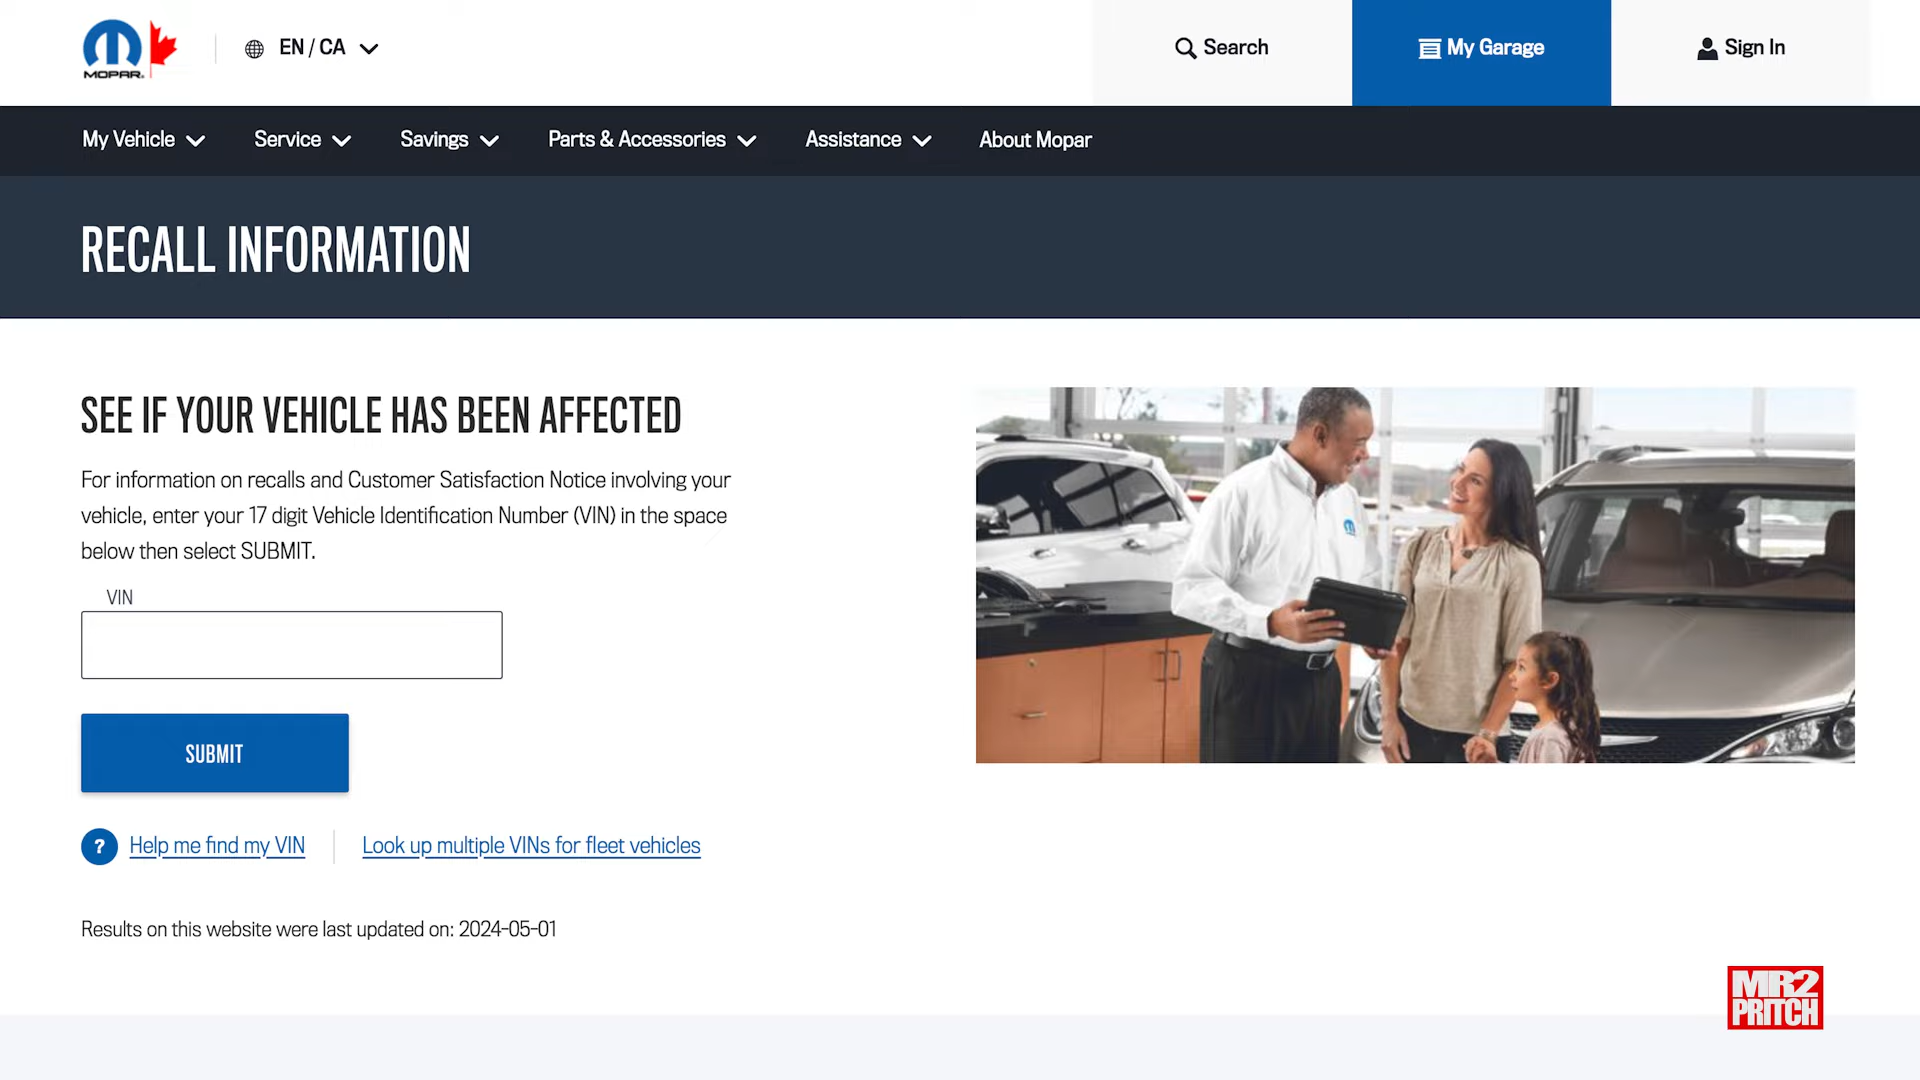 MOPAR.
EN / CA
Search
My Garage
Sign In
My Vehicle
Service
Savings
Parts & Accessories
Assistance
About Mopar
RECALL INFORMATION
SEE IF YOUR VEHICLE HAS BEEN AFFECTED
For information on recalls and Customer Satisfaction Notice involving your
vehicle, enter your 17 digit Vehicle Identification Number (VIN) in the space
below then select SUBMIT.
VIN
SUBMIT
? Help me find my VIN
Look up multiple VINs for fleet vehicles
Results on this website were last updated on: 2024-05-01
MR2
PRITCH